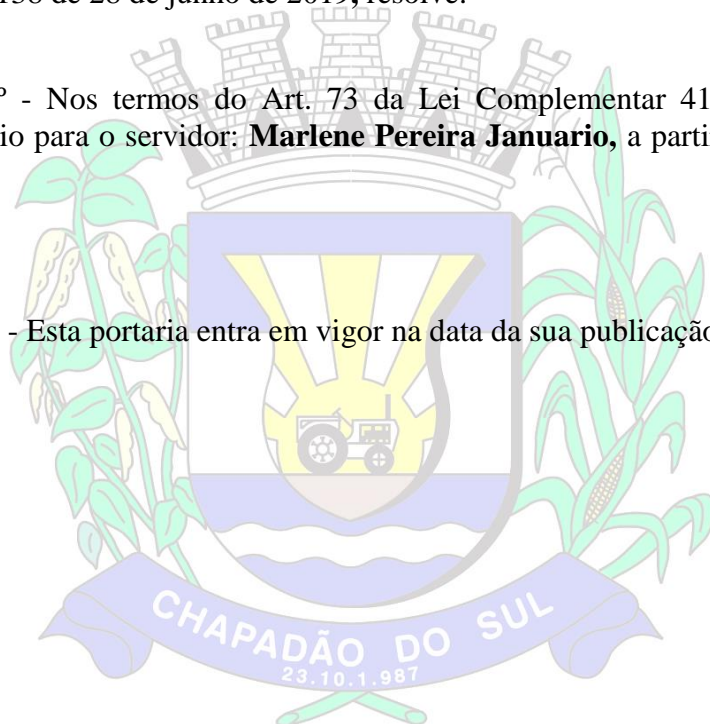 138 de 28 de junho de 2019, resolve:
º - Nos termos do Art. 73 da Lei Complementar 41
io para o servidor: Marlene Pereira Januario, a parti
- Esta portaria entra em vigor na data da sua publicação
CHAPADÃO DO SUL
23.10.1.987